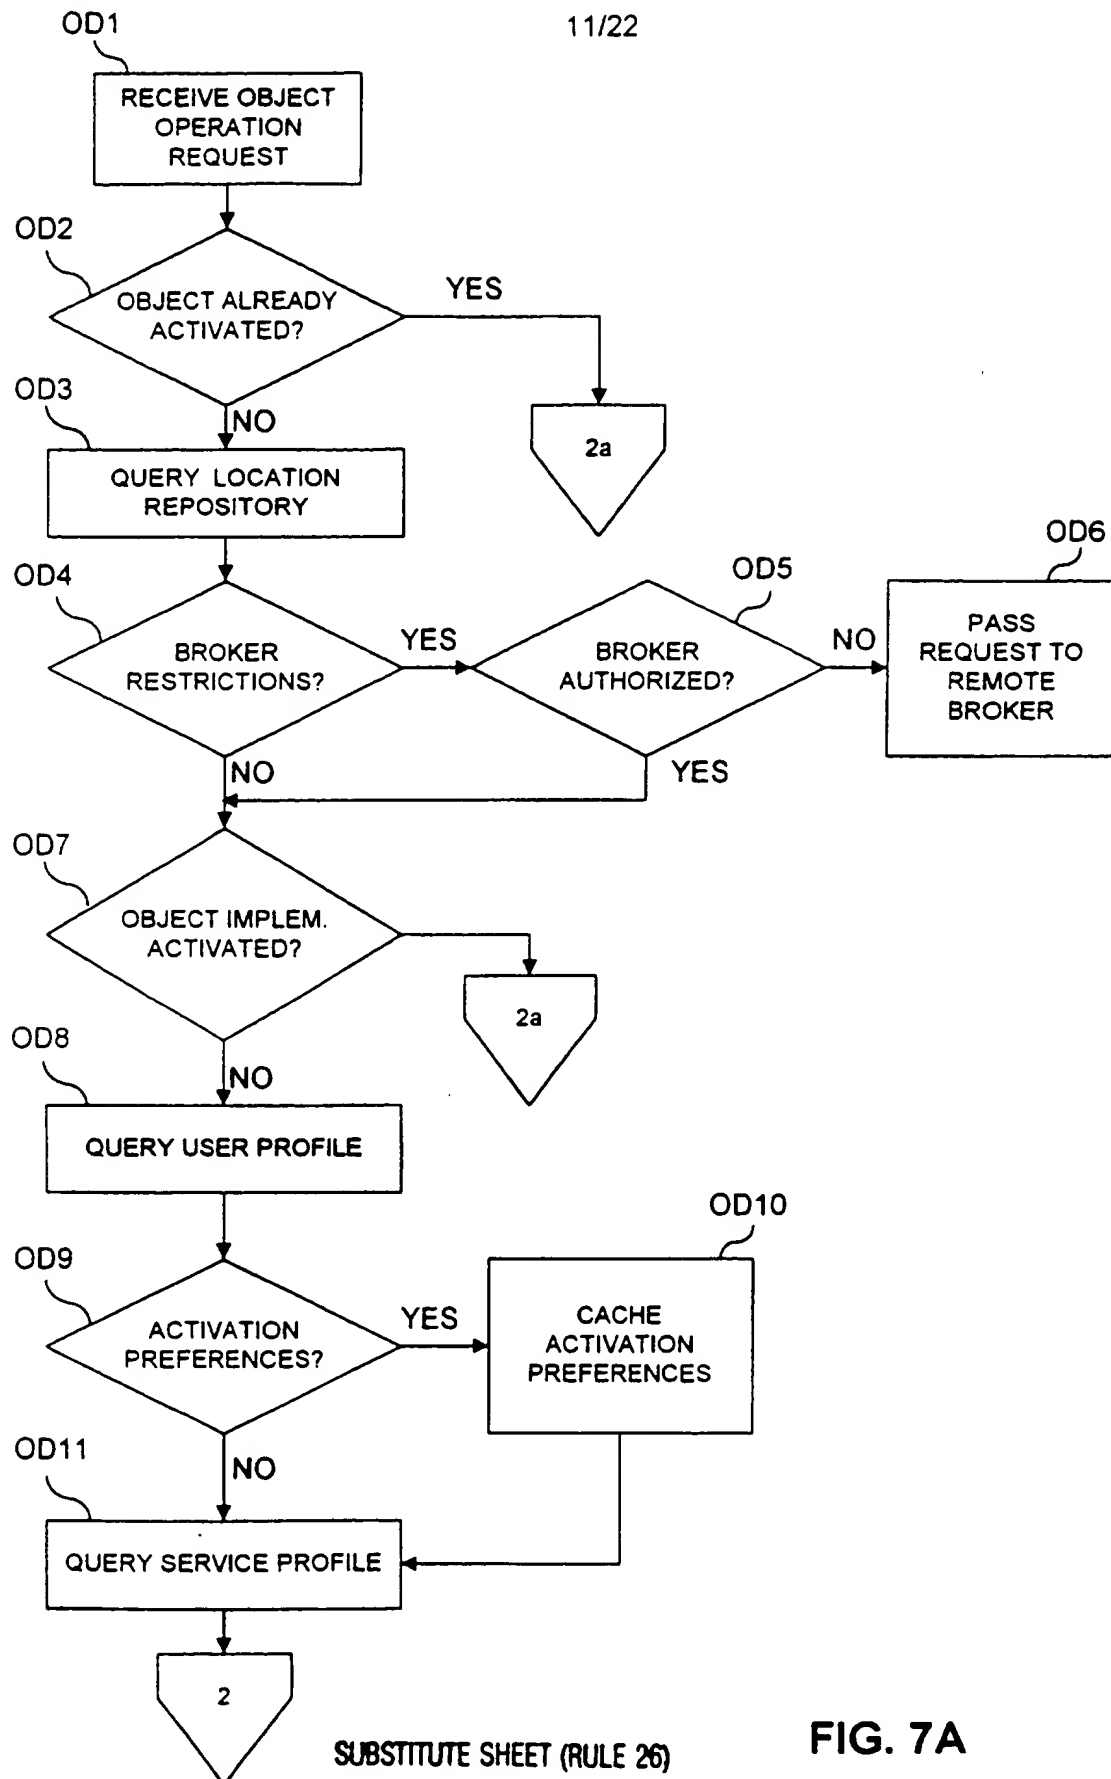 OD1
11/22
RECEIVE OBJECT
OPERATION
REQUEST
OD2
OBJECT ALREADY
ACTIVATED?
YES
OD3
NO
2a
QUERY LOCATION
REPOSITORY
OD4
BROKER
RESTRICTIONS?
YES
OD5
BROKER
AUTHORIZED?
NO
OD6
PASS
REQUEST TO
REMOTE
BROKER
NO
YES
OD7
OBJECT IMPLEM.
ACTIVATED?
2a
OD8
NO
QUERY USER PROFILE
OD9
ACTIVATION
PREFERENCES?
YES
OD10
CACHE
ACTIVATION
PREFERENCES
OD11
NO
QUERY SERVICE PROFILE
2
SUBSTITUTE SHEET (RULE 26)
FIG. 7A